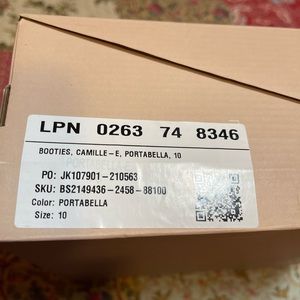 LPN 0263 74 8346
BOOTIES, CAMILLE-E, PORTABELLA, 10
PO: JK107901-210563
SKU: BS2149436-2458-88100
Color: PORTABELLA
Size: 10